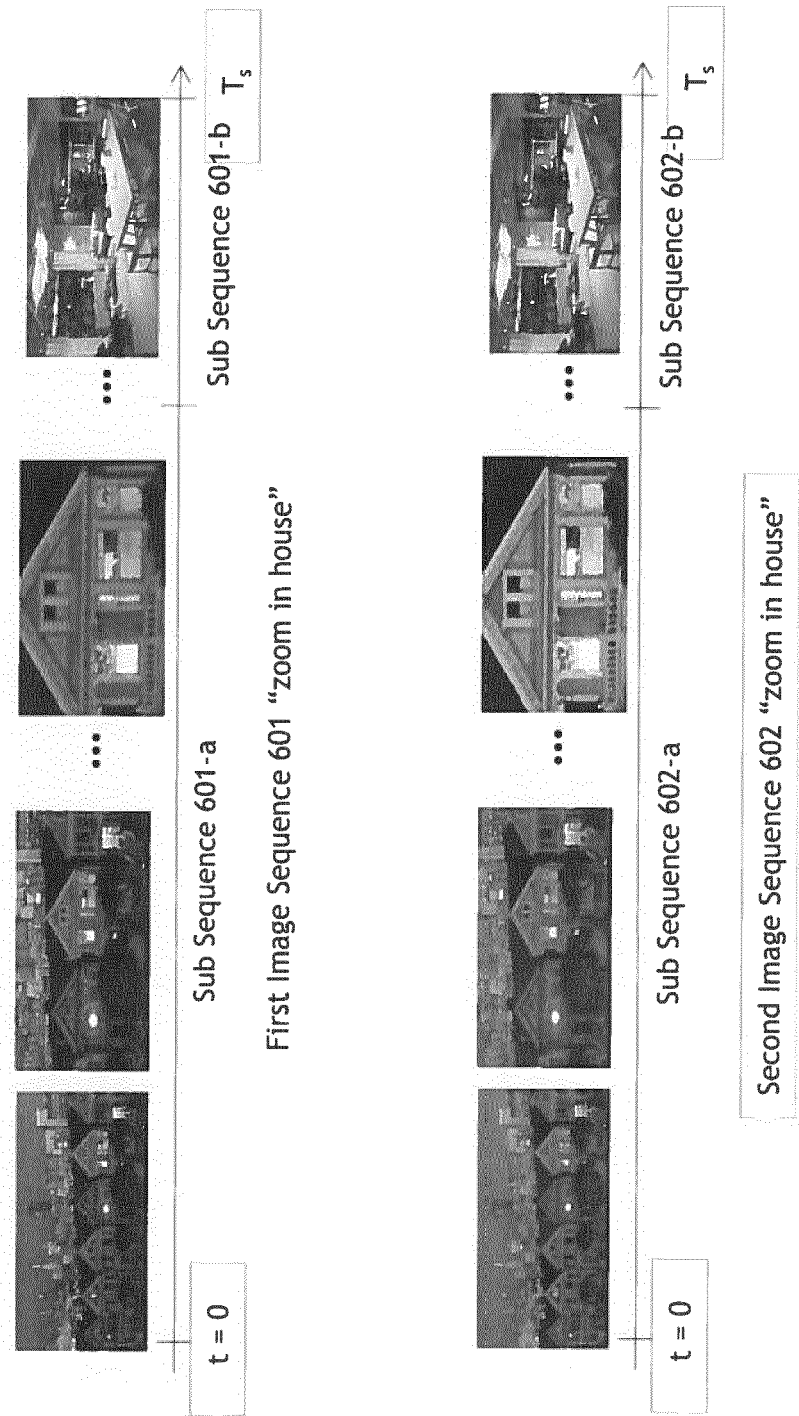 t = 0
Sub Sequence 601-a
Sub Sequence 601-b
T_s
First Image Sequence 601 “zoom in house”
t = 0
Sub Sequence 602-a
Sub Sequence 602-b
T_s
Second Image Sequence 602 “zoom in house”